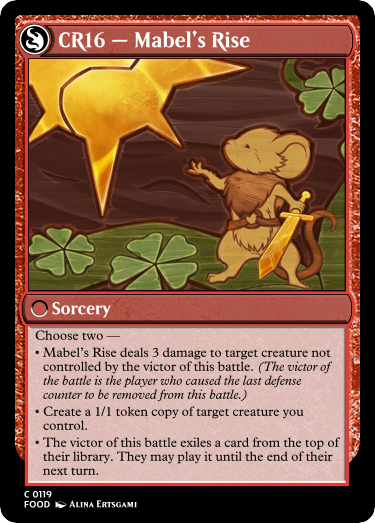 CR16 — Mabel's Rise
Sorcery
Choose two —
• Mabel's Rise deals 3 damage to target creature not
controlled by the victor of this battle. (The victor of
the battle is the player who caused the last defense
counter to be removed from this battle.)
• Create a 1/1 token copy of target creature you
control.
• The victor of this battle exiles a card from the top of
their library. They may play it until the end of their
next turn.
C 0119
FOOD Alina Ertsgami